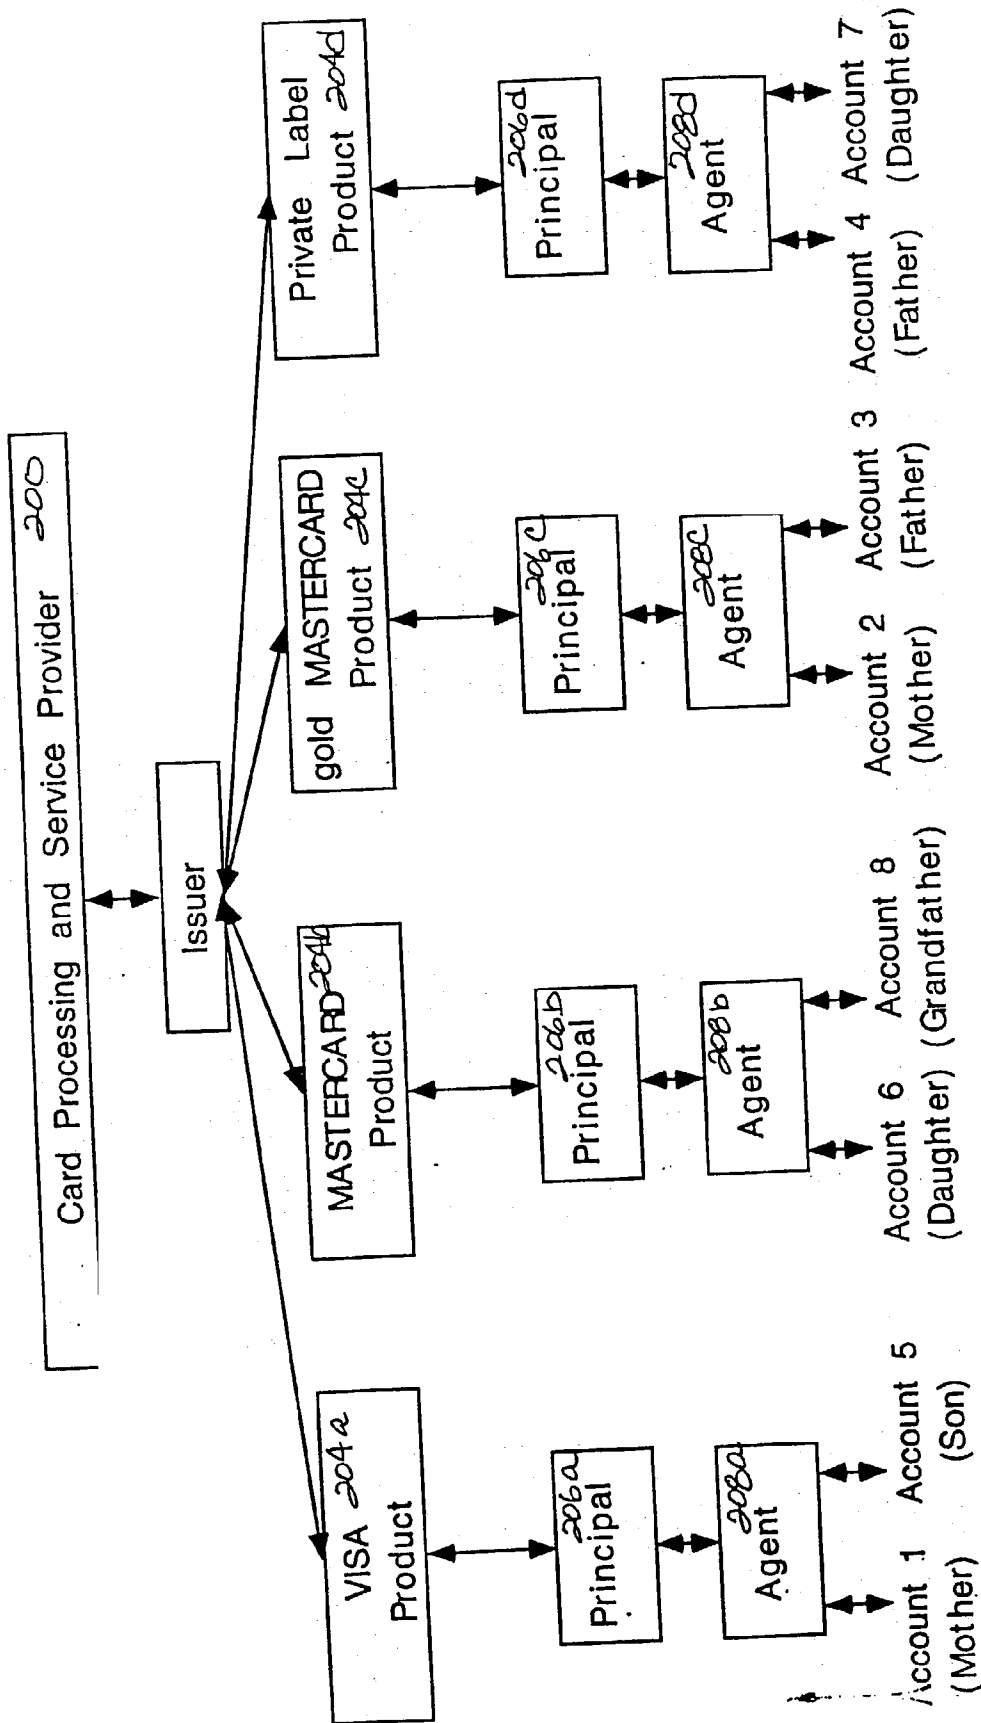 Card Processing and Service Provider 200
Issuer
VISA 204a
Product
MASTERCARD 204b
Product
gold MASTERCARD
Product 204c
Private Label
Product 204d
206a
Principal
206b
Principal
206c
Principal
206d
Principal
208a
Agent
208b
Agent
208c
Agent
208d
Agent
Account 1
(Mother)
Account 5
(Son)
Account 6
(Daughter)
Account 8
(Grandfather)
Account 2
(Mother)
Account 3
(Father)
Account 4
(Father)
Account 7
(Daughter)